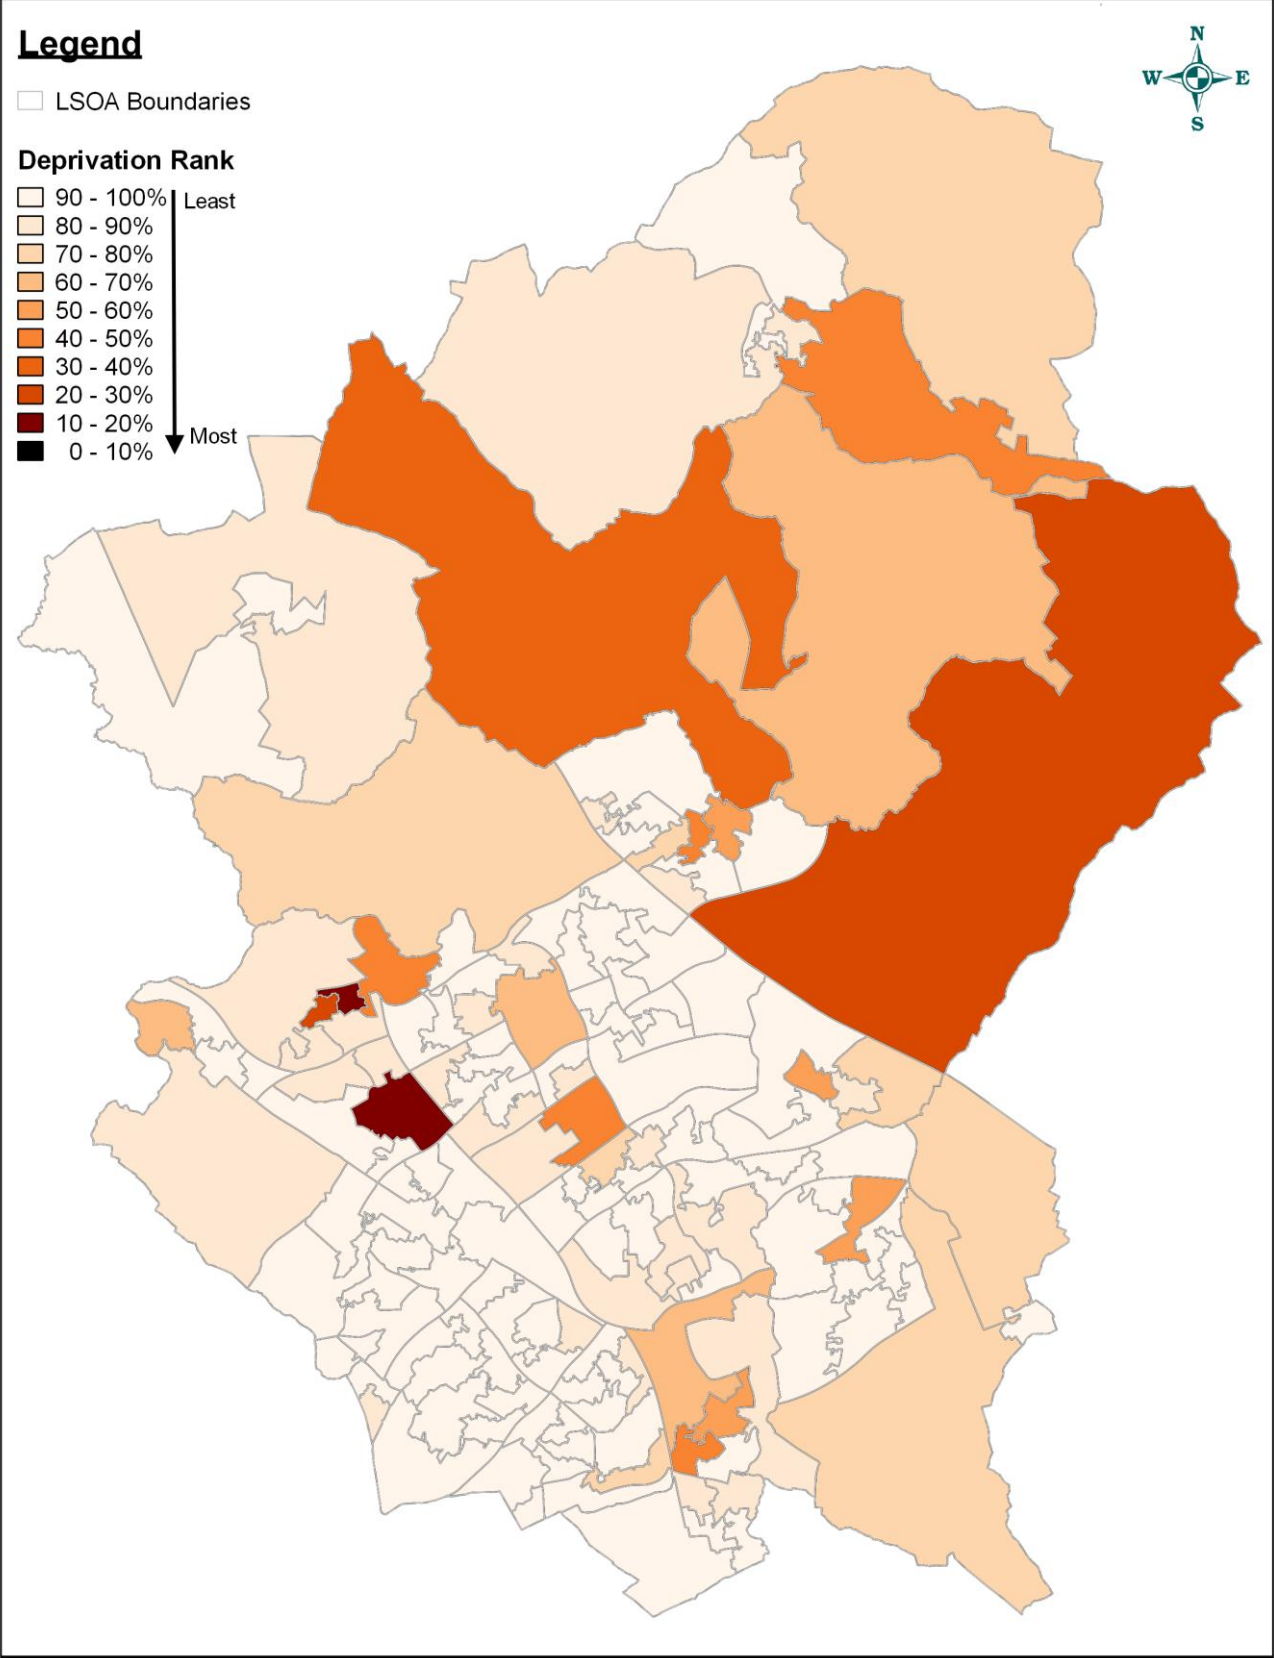 Legend
LSOA Boundaries
Deprivation Rank
90 - 100%
Least
80 - 90%
70 - 80%
60 - 70%
50 - 60%
40 - 50%
30 - 40%
20 - 30%
10 - 20%
Most
0 - 10%
N
W E
S